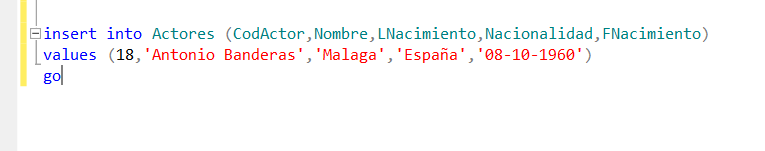 insert into Actores (CodActor,Nombre,LNacimiento,Nacionalidad,FNacimiento)
values (18,'Antonio Banderas','Malaga','España','08-10-1960')
go